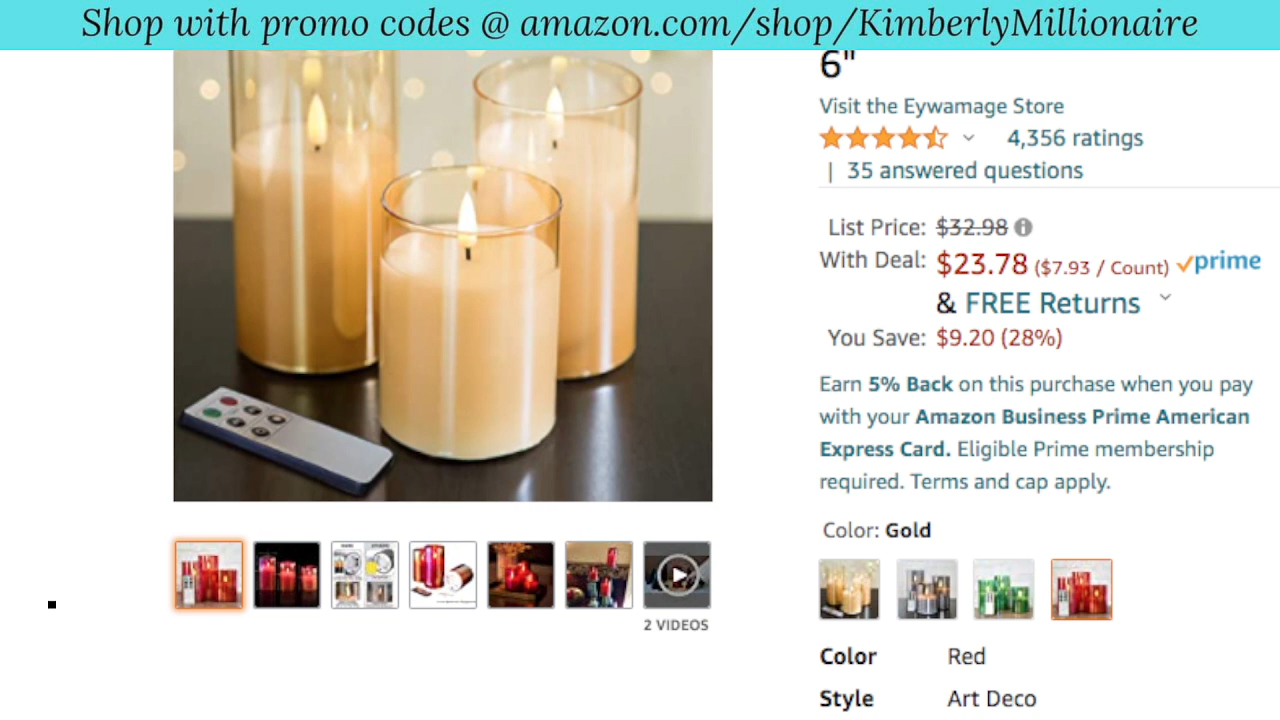 Shop with promo codes @ amazon.com/shop/KimberlyMillionaire
6"
Visit the Eywamage Store
4,356 ratings
| 35 answered questions
List Price: $32.98
With Deal: $23.78 ($7.93 / Count) prime
& FREE Returns
You Save: $9.20 (28%)
Earn 5% Back on this purchase when you pay
with your Amazon Business Prime American
Express Card. Eligible Prime membership
required. Terms and cap apply.
Color: Gold
2 VIDEOS
Color Red
Style Art Deco